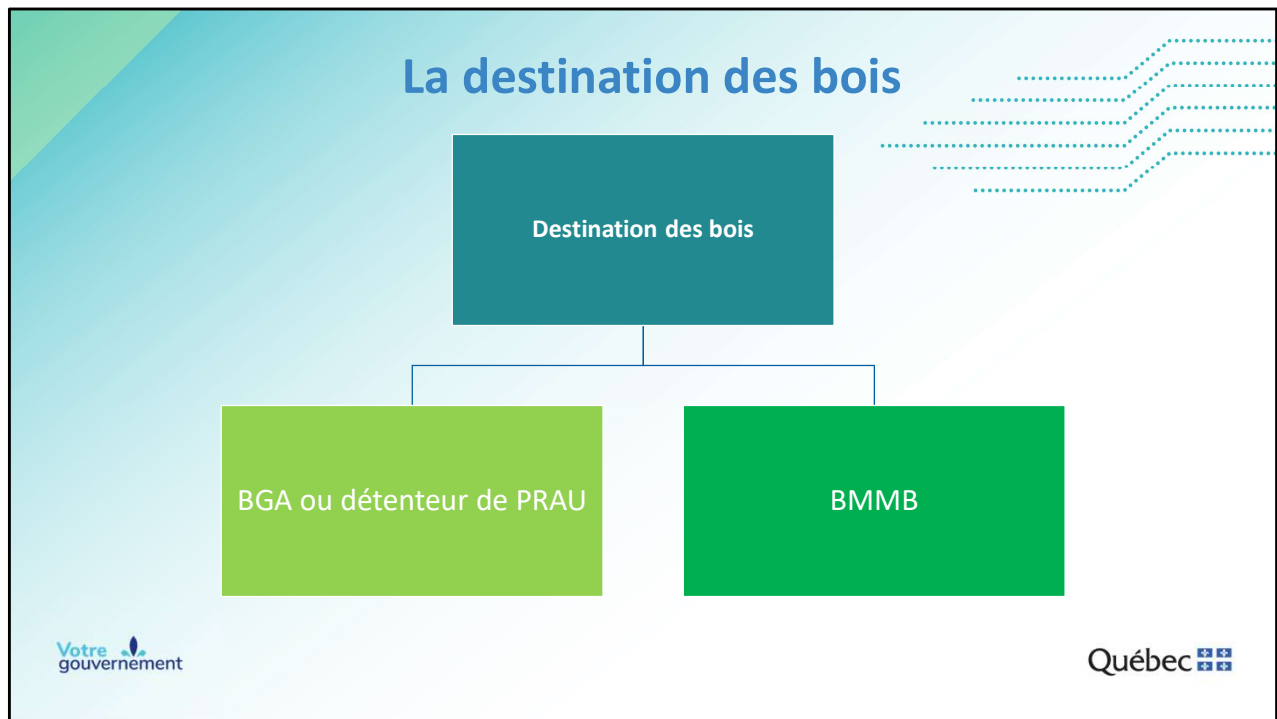 La destination des bois
Destination des bois
BGA ou détenteur de PRAU
BMMB
Votre
gouvernement
Québec